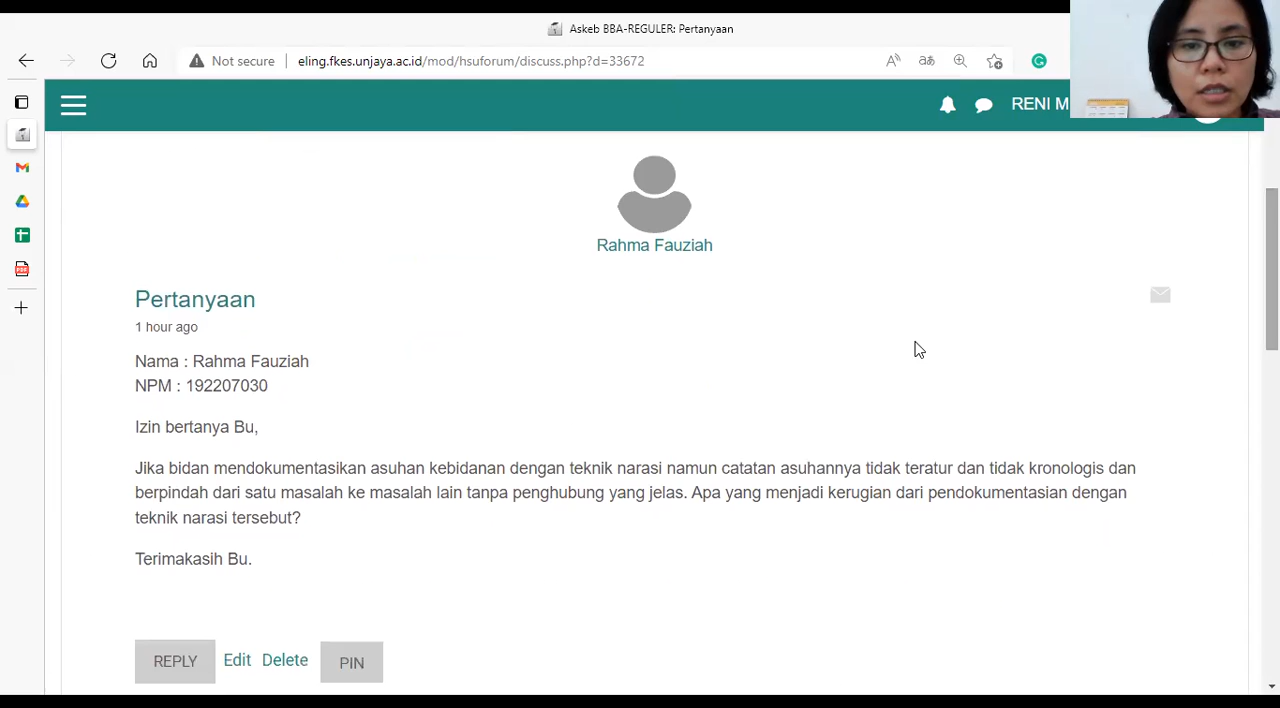 Askeb BBA-REGULER: Pertanyaan
Not secure
eling.fkes.unjaya.ac.id/mod/hsuforum/discuss.php?d=33672
RENI M
Rahma Fauziah
Pertanyaan
1 hour ago
Nama : Rahma Fauziah
NPM : 192207030
Izin bertanya Bu,
Jika bidan mendokumentasikan asuhan kebidanan dengan teknik narasi namun catatan asuhannya tidak teratur dan tidak kronologis dan
berpindah dari satu masalah ke masalah lain tanpa penghubung yang jelas. Apa yang menjadi kerugian dari pendokumentasian dengan
teknik narasi tersebut?
Terimakasih Bu.
REPLY Edit Delete PIN